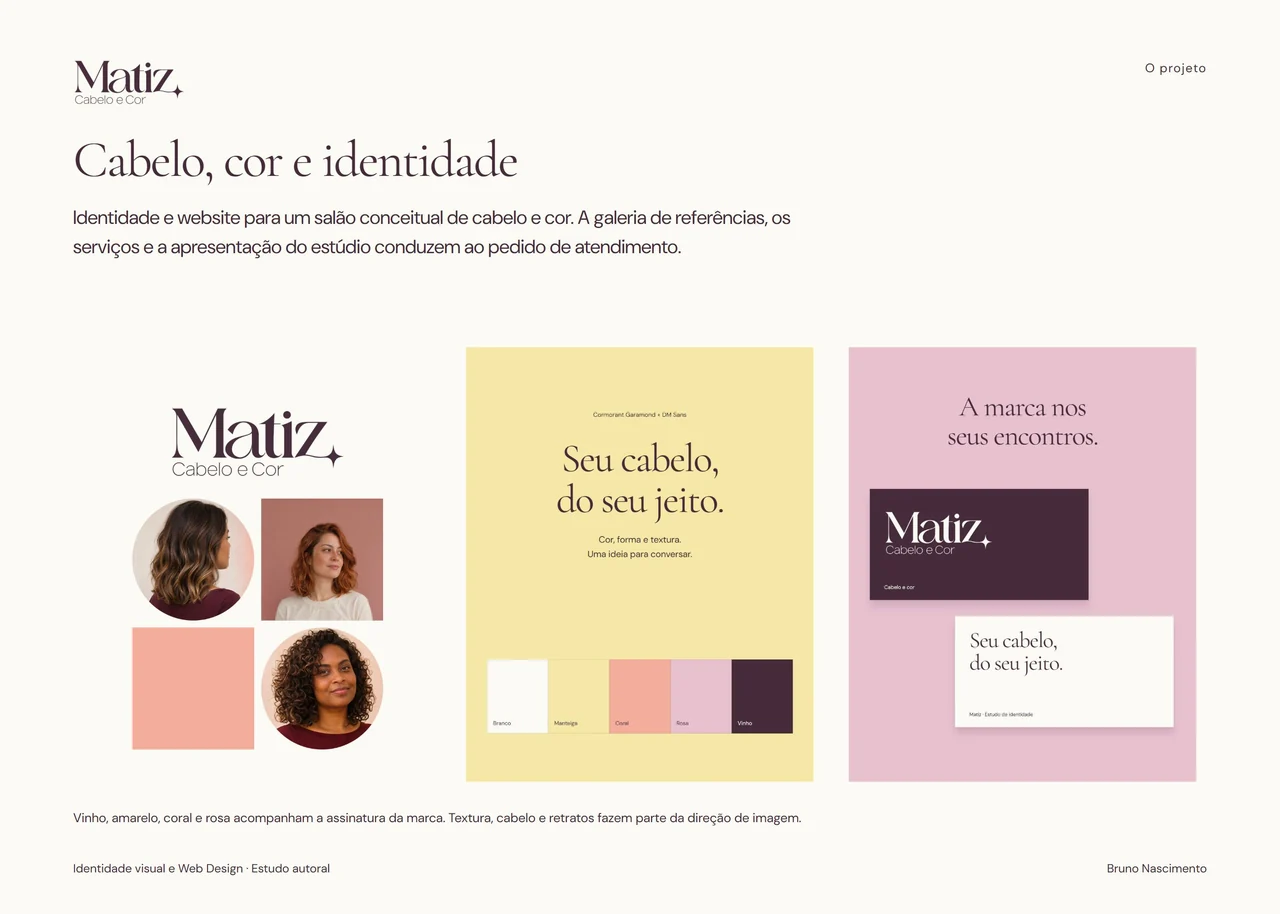 Matiz
Cabelo e Cor
O projeto
Cabelo, cor e identidade
Identidade e website para um salão conceitual de cabelo e cor. A galeria de referências, os
serviços e a apresentação do estúdio conduzem ao pedido de atendimento.
Matiz
Cabelo e Cor
Cormorant Garamond + DM Sans
Seu cabelo,
do seu jeito.
Cor, forma e textura.
Uma ideia para conversar.
Branco
Manteiga
Coral
Rosa
Vinho
A marca nos
seus encontros.
Matiz
Cabelo e Cor
Cabelo e cor
Seu cabelo,
do seu jeito.
Matiz · Estudo de identidade
Vinho, amarelo, coral e rosa acompanham a assinatura da marca. Textura, cabelo e retratos fazem parte da direção de imagem.
Identidade visual e Web Design · Estudo autoral
Bruno Nascimento